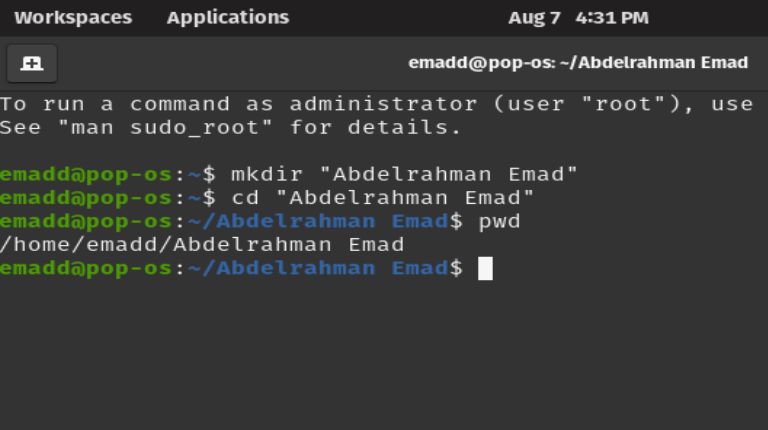 Workspaces Applications Aug 7 4:31 PM
emadd@pop-os: ~/Abdelrahman Emad
To run a command as administrator (user "root"), use
See "man sudo_root" for details.
emadd@pop-os:~$ mkdir "Abdelrahman Emad"
emadd@pop-os:~$ cd "Abdelrahman Emad"
emadd@pop-os:~/Abdelrahman Emad$ pwd
/home/emadd/Abdelrahman Emad
emadd@pop-os:~/Abdelrahman Emad$